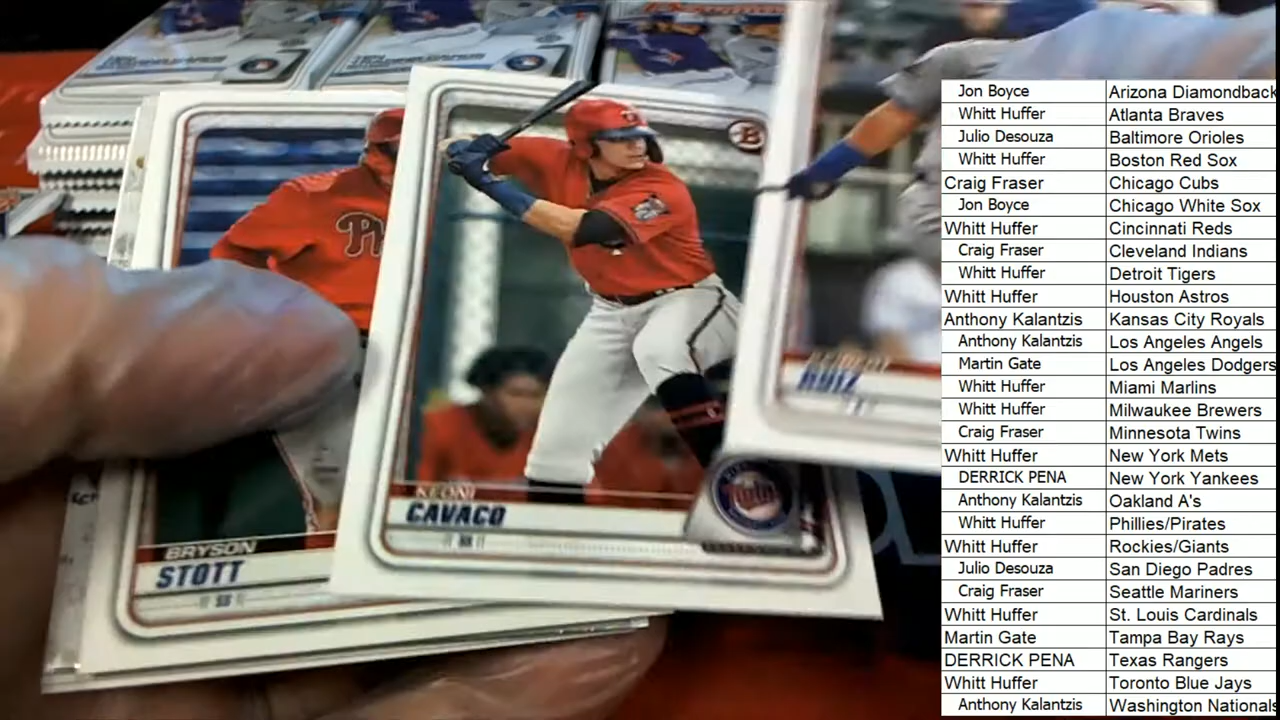 Jon Boyce Arizona Diamondback
Whitt Huffer Atlanta Braves
Julio Desouza Baltimore Orioles
Whitt Huffer Boston Red Sox
Craig Fraser Chicago Cubs
Jon Boyce Chicago White Sox
Whitt Huffer Cincinnati Reds
Craig Fraser Cleveland Indians
Whitt Huffer Detroit Tigers
Whitt Huffer Houston Astros
Anthony Kalantzis Kansas City Royals
Anthony Kalantzis Los Angeles Angels
Martin Gate Los Angeles Dodgers
Whitt Huffer Miami Marlins
Whitt Huffer Milwaukee Brewers
Craig Fraser Minnesota Twins
Whitt Huffer New York Mets
DERRICK PENA New York Yankees
Anthony Kalantzis Oakland A's
Whitt Huffer Phillies/Pirates
Whitt Huffer Rockies/Giants
Julio Desouza San Diego Padres
Craig Fraser Seattle Mariners
Whitt Huffer St. Louis Cardinals
Martin Gate Tampa Bay Rays
DERRICK PENA Texas Rangers
Whitt Huffer Toronto Blue Jays
Anthony Kalantzis Washington Nationals
RUIZ
KEONI
CAVACO
BRYSON
STOTT
SS
Twins
B